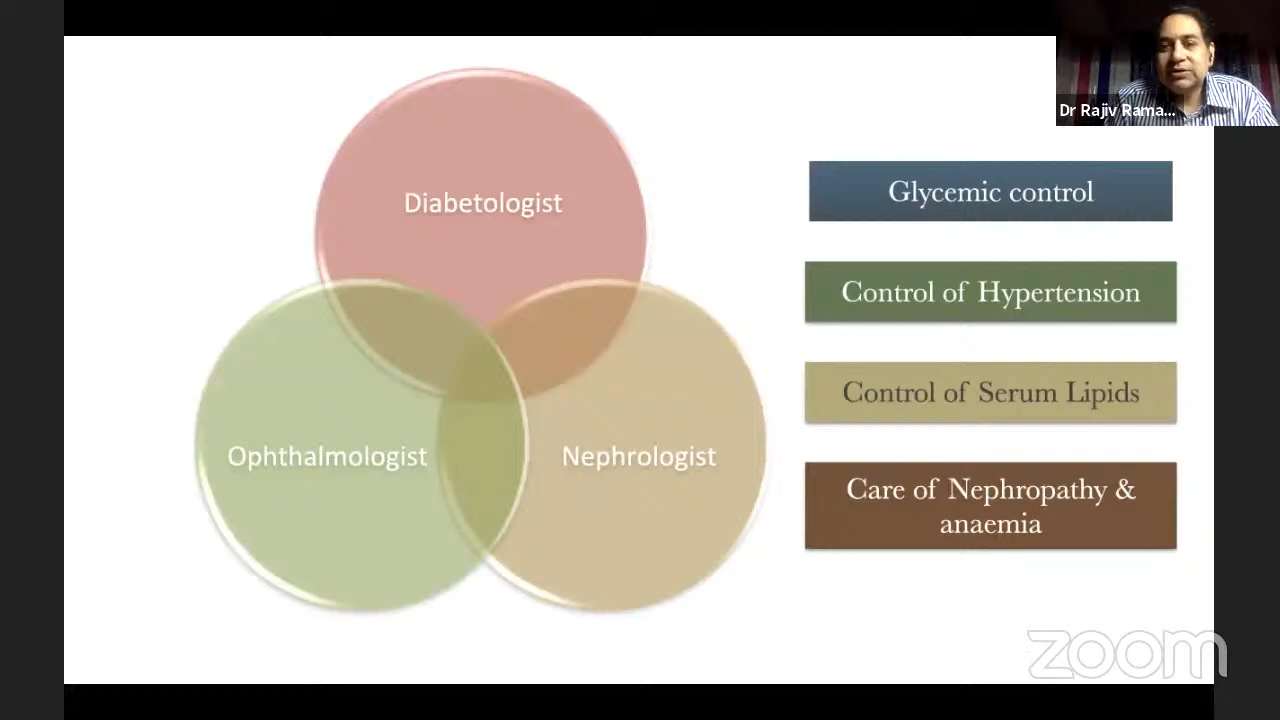 Dr Rajiv Rama...
Diabetologist
Ophthalmologist
Nephrologist
Glycemic control
Control of Hypertension
Control of Serum Lipids
Care of Nephropathy &
anaemia
zoom